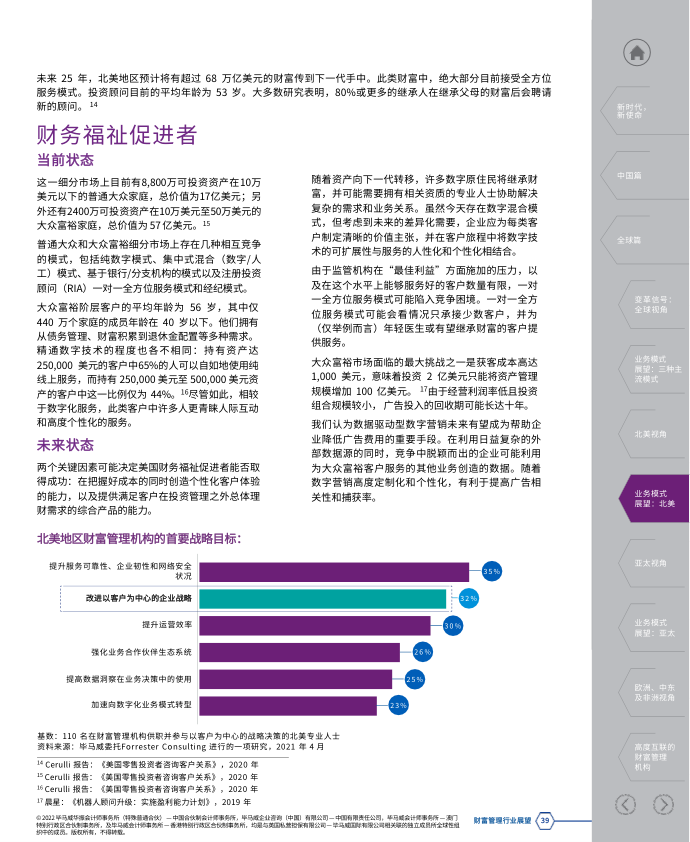 未来 25 年，北美地区预计将有超过 68 万亿美元的财富传到下一代手中。此类财富中，绝大部分目前接受全方位
服务模式。投资顾问目前的平均年龄为 53 岁。大多数研究表明，80%或更多的继承人在继承父母的财富后会聘请
新的顾问。14
财务福祉促进者
当前状态
这一细分市场上目前有8,800万可投资资产在10万
美元以下的普通大众家庭，总价值为17亿美元；另
外还有2400万可投资资产在10万美元至50万美元的
大众富裕家庭，总价值为 57亿美元。15
普通大众和大众富裕细分市场上存在几种相互竞争
的模式，包括纯数字模式、集中式混合（数字/人
工）模式、基于银行/分支机构的模式以及注册投资
顾问（RIA）一对一全方位服务模式和经纪模式。
大众富裕阶层客户的平均年龄为 56 岁，其中仅
440 万个家庭的成员年龄在 40 岁以下。他们拥有
从债务管理、财富积累到退休金配置等多种需求。
精通数字技术的程度也各不相同：持有资产达
250,000 美元的客户中65%的人可以自如地使用纯
线上服务，而持有 250,000 美元至 500,000 美元资
产的客户中这一比例仅为 44%。16尽管如此，相较
于数字化服务，此类客户中许多人更青睐人际互动
和高度个性化的服务。
未来状态
两个关键因素可能决定美国财务福祉促进者能否取
得成功：在把握好成本的同时创造个性化客户体验
的能力，以及提供满足客户在投资管理之外总体理
财需求的综合产品的能力。
随着资产向下一代转移，许多数字原住民将继承财
富，并可能需要拥有相关资质的专业人士协助解决
复杂的需求和业务关系。虽然今天存在数字混合模
式，但考虑到未来的差异化需要，企业应为每类客
户制定清晰的价值主张，并在客户旅程中将数字技
术的可扩展性与服务的人性化和个性化相结合。
由于监管机构在“最佳利益”方面施加的压力，以
及在这个水平上能够服务好的客户数量有限，一对
一全方位服务模式可能陷入竞争困境。一对一全方
位服务模式可能会看情况只承接少数客户，并为
（仅举例而言）年轻医生或有望继承财富的客户提
供服务。
大众富裕市场面临的最大挑战之一是获客成本高达
1,000 美元，意味着投资 2 亿美元只能将资产管理
规模增加 100 亿美元。17由于经营利润率低且投资
组合规模较小，广告投入的回收期可能长达十年。
我们认为数据驱动型数字营销未来有望成为帮助企
业降低广告费用的重要手段。在利用日益复杂的外
部数据源的同时，竞争中脱颖而出的企业可能利用
为大众富裕客户服务的其他业务创造的数据。随着
数字营销高度定制化和个性化，有利于提高广告相
关性和捕获率。
北美地区财富管理机构的首要战略目标：
提升服务可靠性、企业韧性和网络安全
状况
35%
改进以客户为中心的企业战略
32%
提升运营效率
30%
强化业务合作伙伴生态系统
26%
提高数据洞察在业务决策中的使用
25%
加速向数字化业务模式转型
23%
基数：110 名在财富管理机构供职并参与以客户为中心的战略决策的北美专业人士
资料来源：毕马威委托Forrester Consulting 进行的一项研究，2021 年 4 月
14 Cerulli 报告：《美国零售投资者咨询客户关系》，2020 年
15 Cerulli 报告：《美国零售投资者咨询客户关系》，2020 年
16 Cerulli 报告：《美国零售投资者咨询客户关系》，2020 年
17 晨星：《机器人顾问升级：实施盈利能力计划》，2019 年
© 2022 毕马威华振会计师事务所（特殊普通合伙） — 中国合伙制会计师事务所，毕马威企业咨询（中国）有限公司 — 中国有限责任公司，毕马威会计师事务所 — 澳门
特别行政区合伙制事务所，及毕马威会计师事务所 — 香港特别行政区合伙制事务所，均是与英国私营担保有限公司 — 毕马威国际有限公司相关联的独立成员所全球性组
织中的成员。版权所有，不得转载。
财富管理行业展望 39
新时代，
新使命
中国篇
全球篇
变革信号：
全球视角
业务模式
展望：三种主
流模式
北美视角
业务模式
展望：北美
亚太视角
业务模式
展望：亚太
欧洲、中东
及非洲视角
高度互联的
财富管理
机构